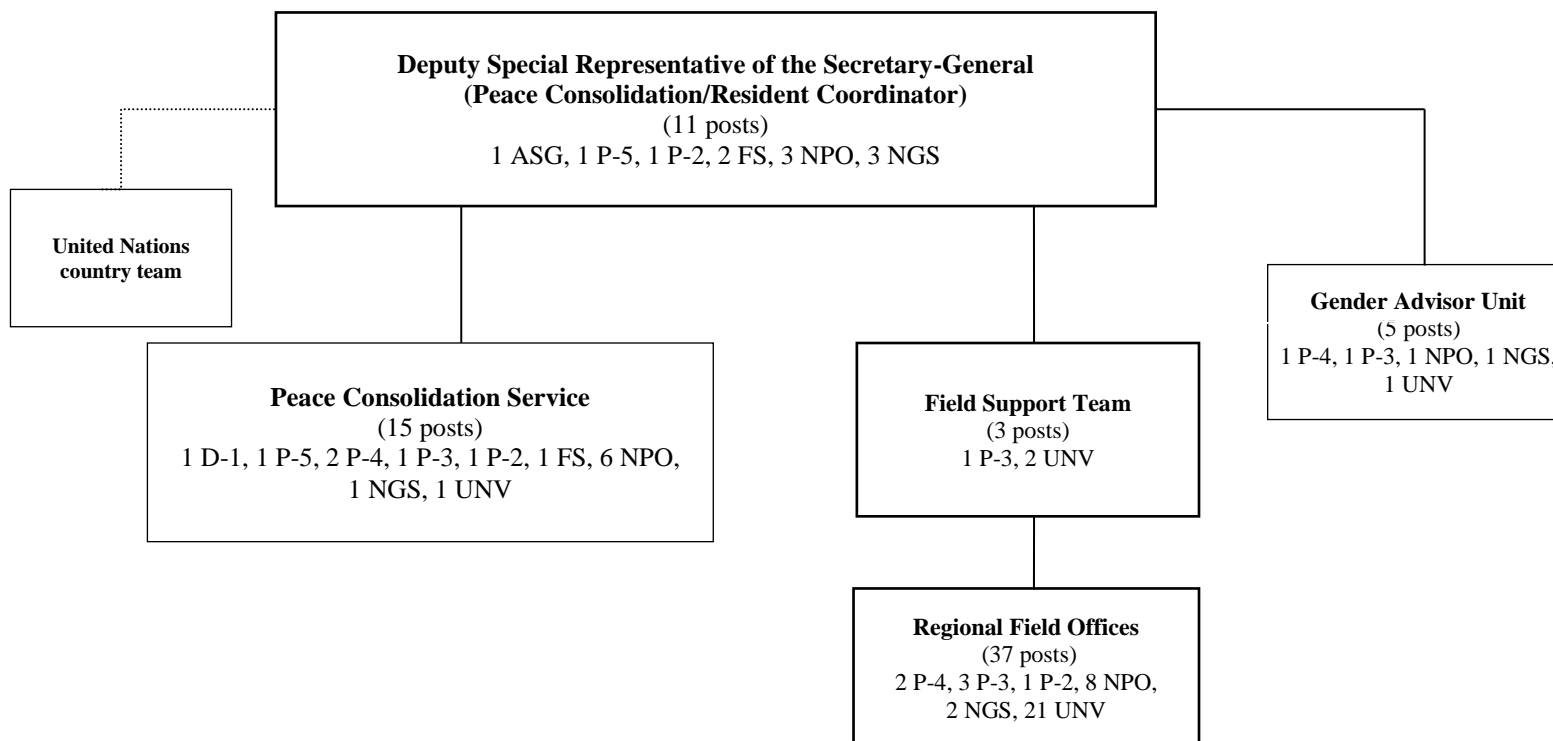 Deputy Special Representative of the Secretary-General
(Peace Consolidation/Resident Coordinator)
(11 posts)
1 ASG, 1 P-5, 1 P-2, 2 FS, 3 NPO, 3 NGS
United Nations
country team
Gender Advisor Unit
(5 posts)
1 P-4, 1 P-3, 1 NPO, 1 NGS,
1 UNV
Peace Consolidation Service
(15 posts)
1 D-1, 1 P-5, 2 P-4, 1 P-3, 1 P-2, 1 FS, 6 NPO,
1 NGS, 1 UNV
Field Support Team
(3 posts)
1 P-3, 2 UNV
Regional Field Offices
(37 posts)
2 P-4, 3 P-3, 1 P-2, 8 NPO,
2 NGS, 21 UNV